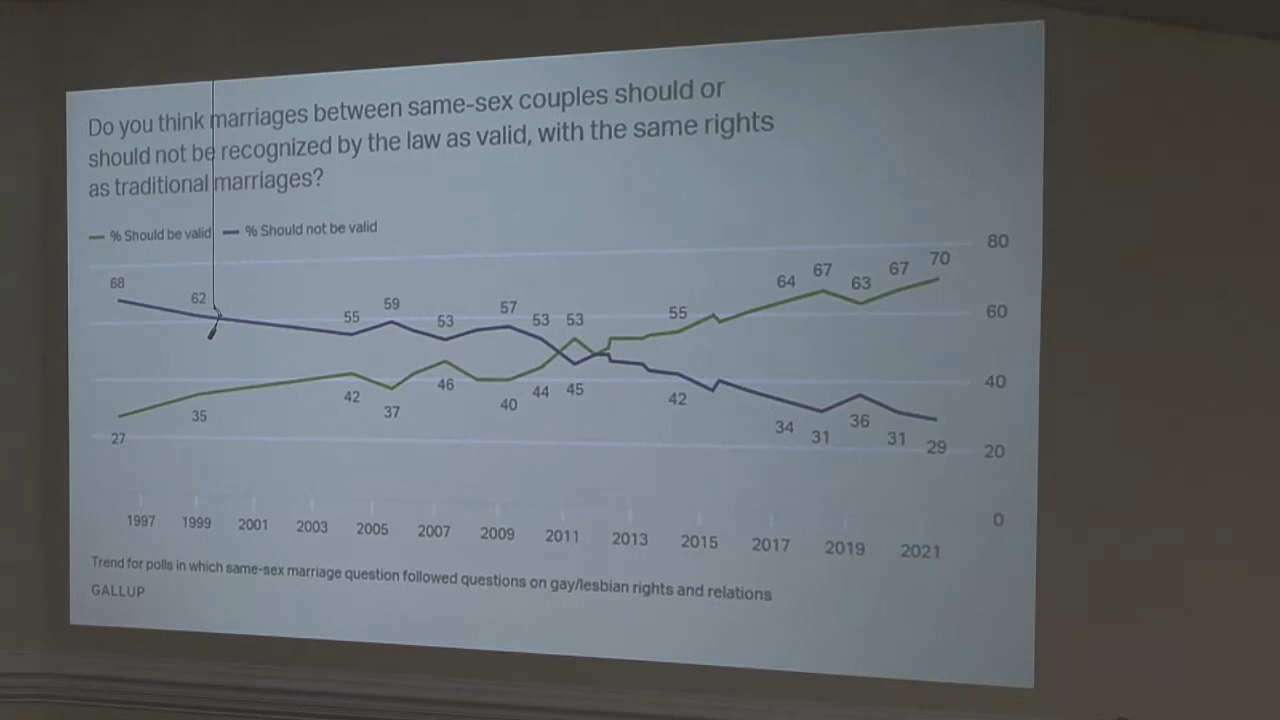 Do you think marriages between same-sex couples should or
should not be recognized by the law as valid, with the same rights
as traditional marriages?
% Should be valid % Should not be valid
80
68 62 55 59 53 57 53 53 55 64 67 63 67 70
60
40
27 35 42 37 46 40 44 45 42 34 31 36 31 29
20
0
1997 1999 2001 2003 2005 2007 2009 2011 2013 2015 2017 2019 2021
Trend for polls in which same-sex marriage question followed questions on gay/lesbian rights and relations
GALLUP